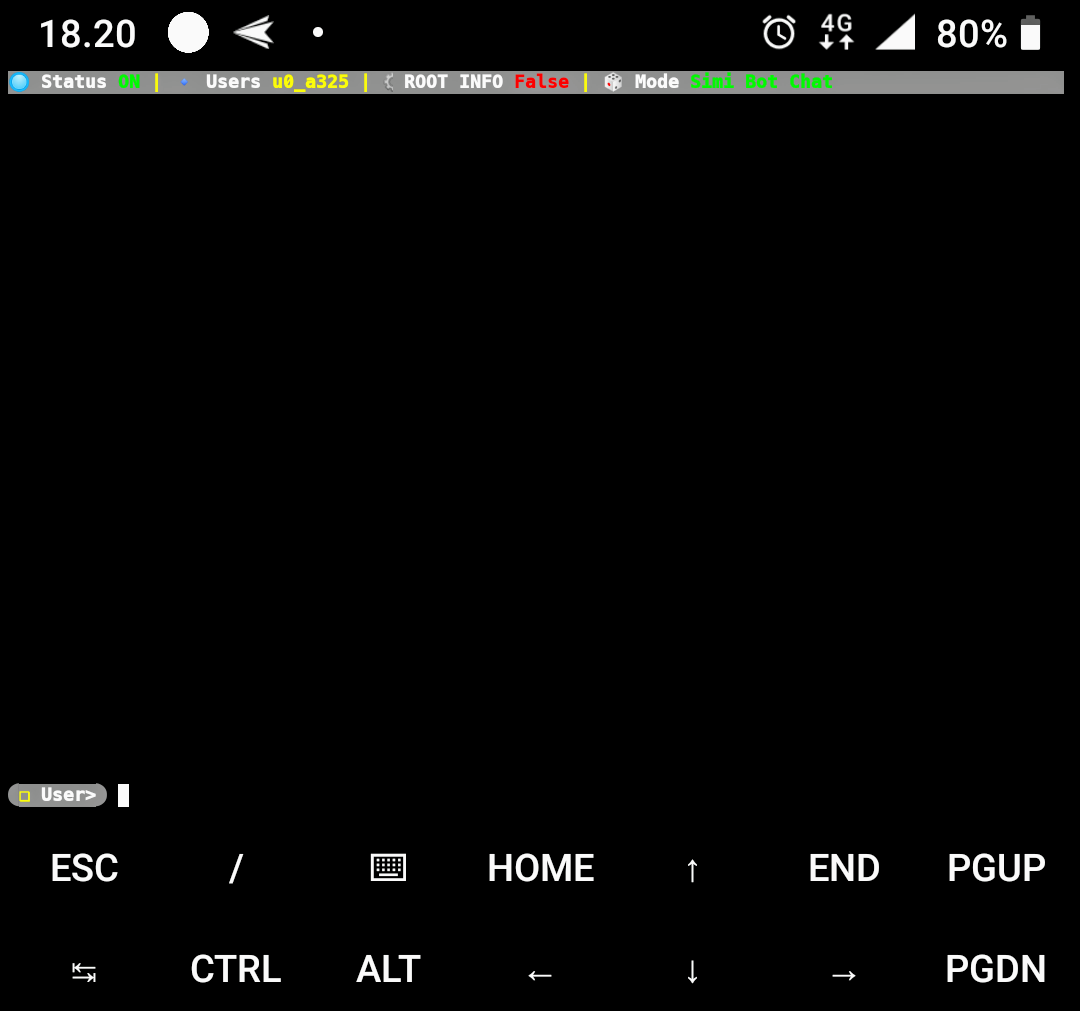 18.20 4G 80%
Status ON | Users u0_a325 | ROOT INFO False | Mode Simi Bot Chat
User>
ESC / HOME ↑ END PGUP
↹ CTRL ALT ← ↓ → PGDN